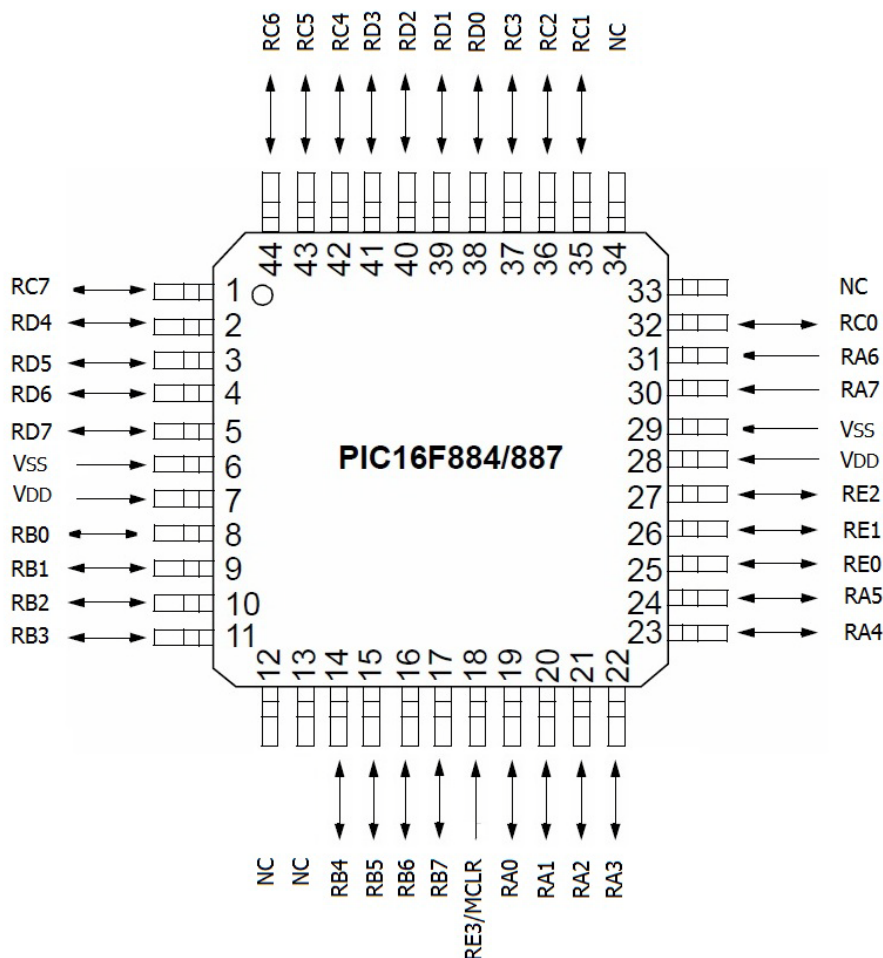 RC6
RC5
RC4
RD3
RD2
RD1
RD0
RC3
RC2
RC1
NC
44
43
42
41
40
39
38
37
36
35
34
RC7 1
RD4 2
RD5 3
RD6 4
RD7 5
VSS 6
VDD 7
RB0 8
RB1 9
RB2 10
RB3 11
PIC16F884/887
33 NC
32 RC0
31 RA6
30 RA7
29 VSS
28 VDD
27 RE2
26 RE1
25 RE0
24 RA5
23 RA4
12
13
14
15
16
17
18
19
20
21
22
NC
NC
RB4
RB5
RB6
RB7
RE3/MCLR
RA0
RA1
RA2
RA3